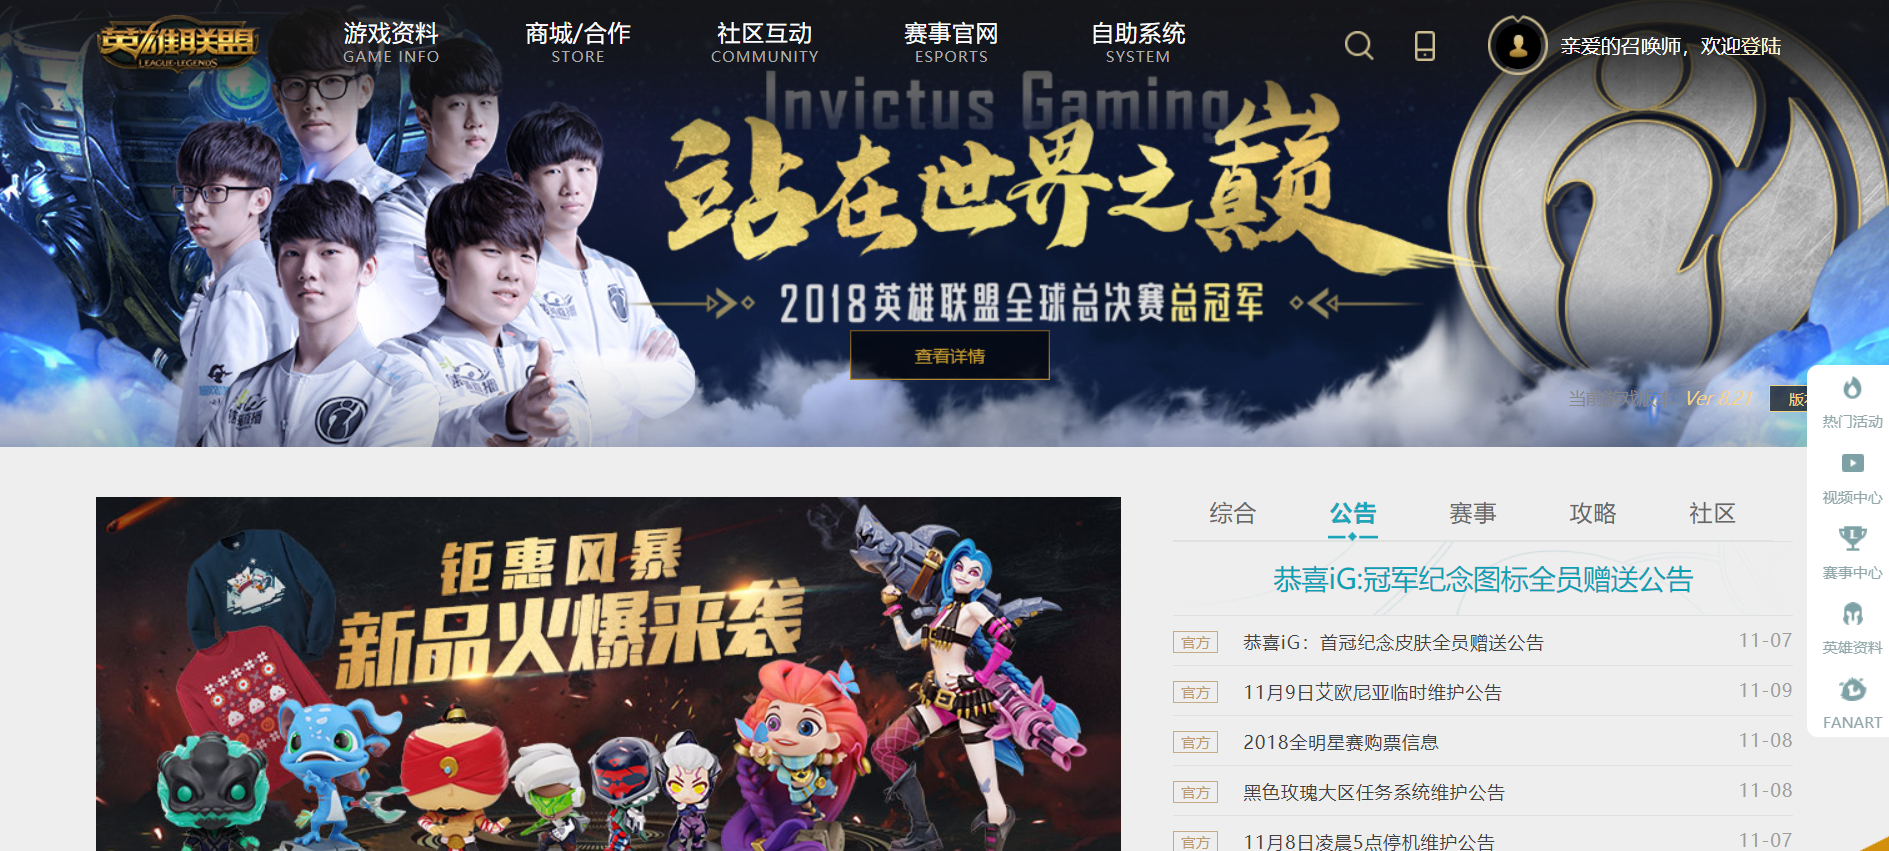 英雄联盟
LEAGUE of LEGENDS
游戏资料
GAME INFO
商城/合作
STORE
社区互动
COMMUNITY
赛事官网
ESPORTS
自助系统
SYSTEM
亲爱的召唤师，欢迎登陆
Invictus Gaming
站在世界之巅
2018英雄联盟全球总决赛总冠军
查看详情
Ver 8.21
热门活动
视频中心
赛事中心
英雄资料
FANART
钜惠风暴
新品火爆来袭
综合
公告
赛事
攻略
社区
恭喜iG:冠军纪念图标全员赠送公告
官方 恭喜iG：首冠纪念皮肤全员赠送公告 11-07
官方 11月9日艾欧尼亚临时维护公告 11-09
官方 2018全明星赛购票信息 11-08
官方 黑色玫瑰大区任务系统维护公告 11-08
官方 11月8日凌晨5点停机维护公告 11-07